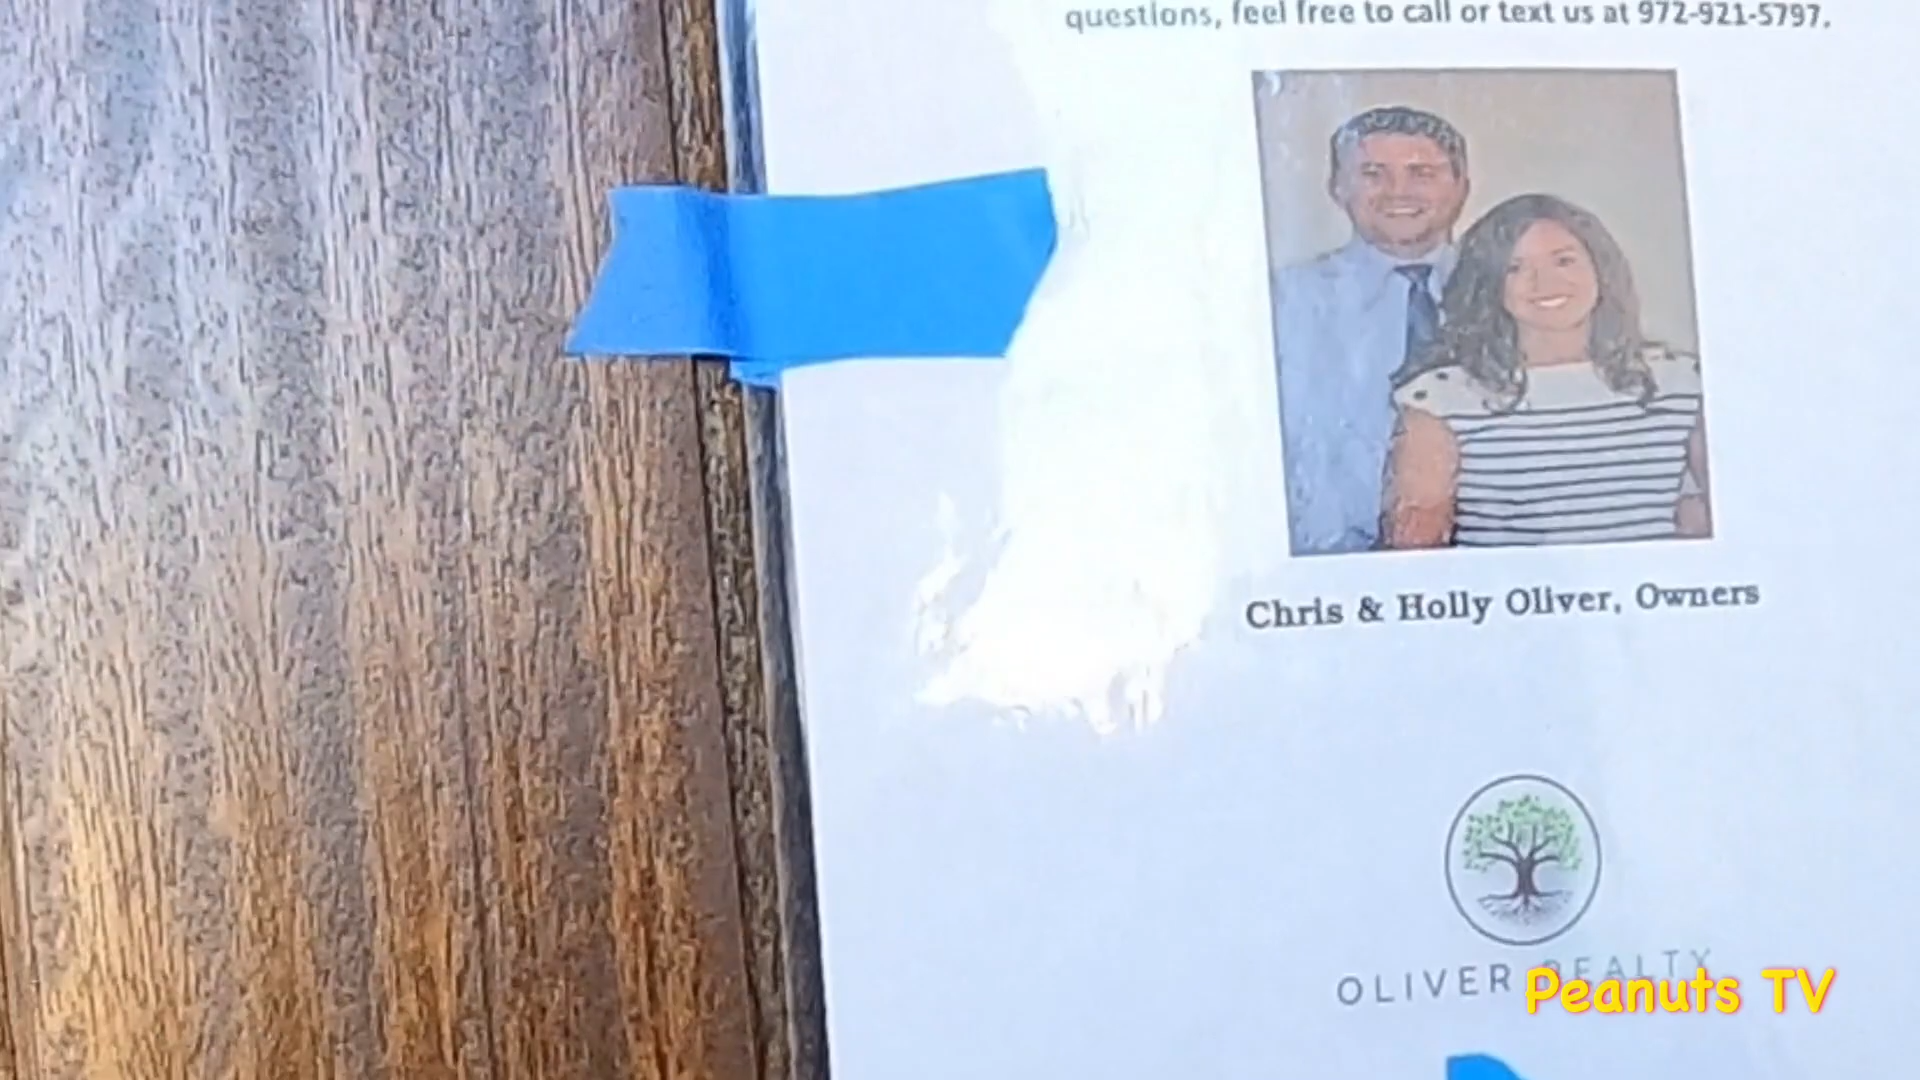 questions, feel free to call or text us at 972-921-5797.
Chris & Holly Oliver, Owners
OLIVER REALTY
Peanuts TV